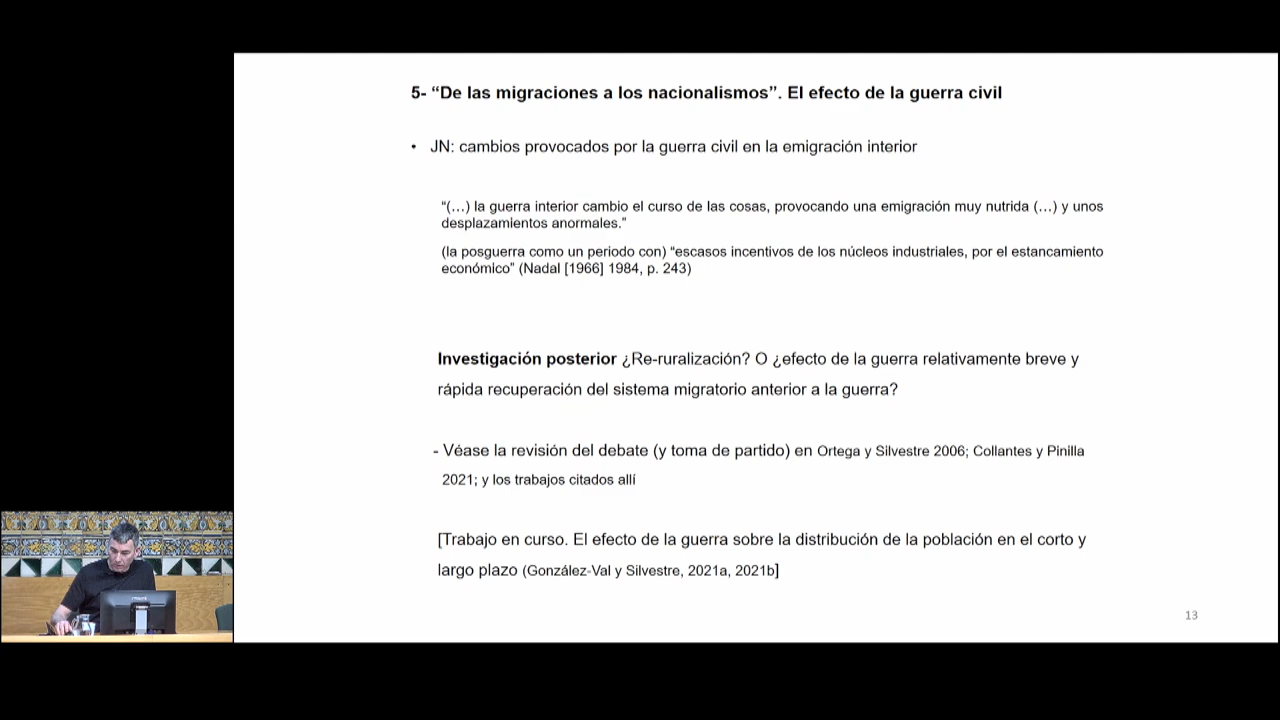 5- “De las migraciones a los nacionalismos”. El efecto de la guerra civil
• JN: cambios provocados por la guerra civil en la emigración interior
“(…) la guerra interior cambio el curso de las cosas, provocando una emigración muy nutrida (…) y unos
desplazamientos anormales.”
(la posguerra como un periodo con) “escasos incentivos de los núcleos industriales, por el estancamiento
económico” (Nadal [1966] 1984, p. 243)
Investigación posterior ¿Re-ruralización? O ¿efecto de la guerra relativamente breve y
rápida recuperación del sistema migratorio anterior a la guerra?
- Véase la revisión del debate (y toma de partido) en Ortega y Silvestre 2006; Collantes y Pinilla
2021; y los trabajos citados allí
[Trabajo en curso. El efecto de la guerra sobre la distribución de la población en el corto y
largo plazo (González-Val y Silvestre, 2021a, 2021b]
13